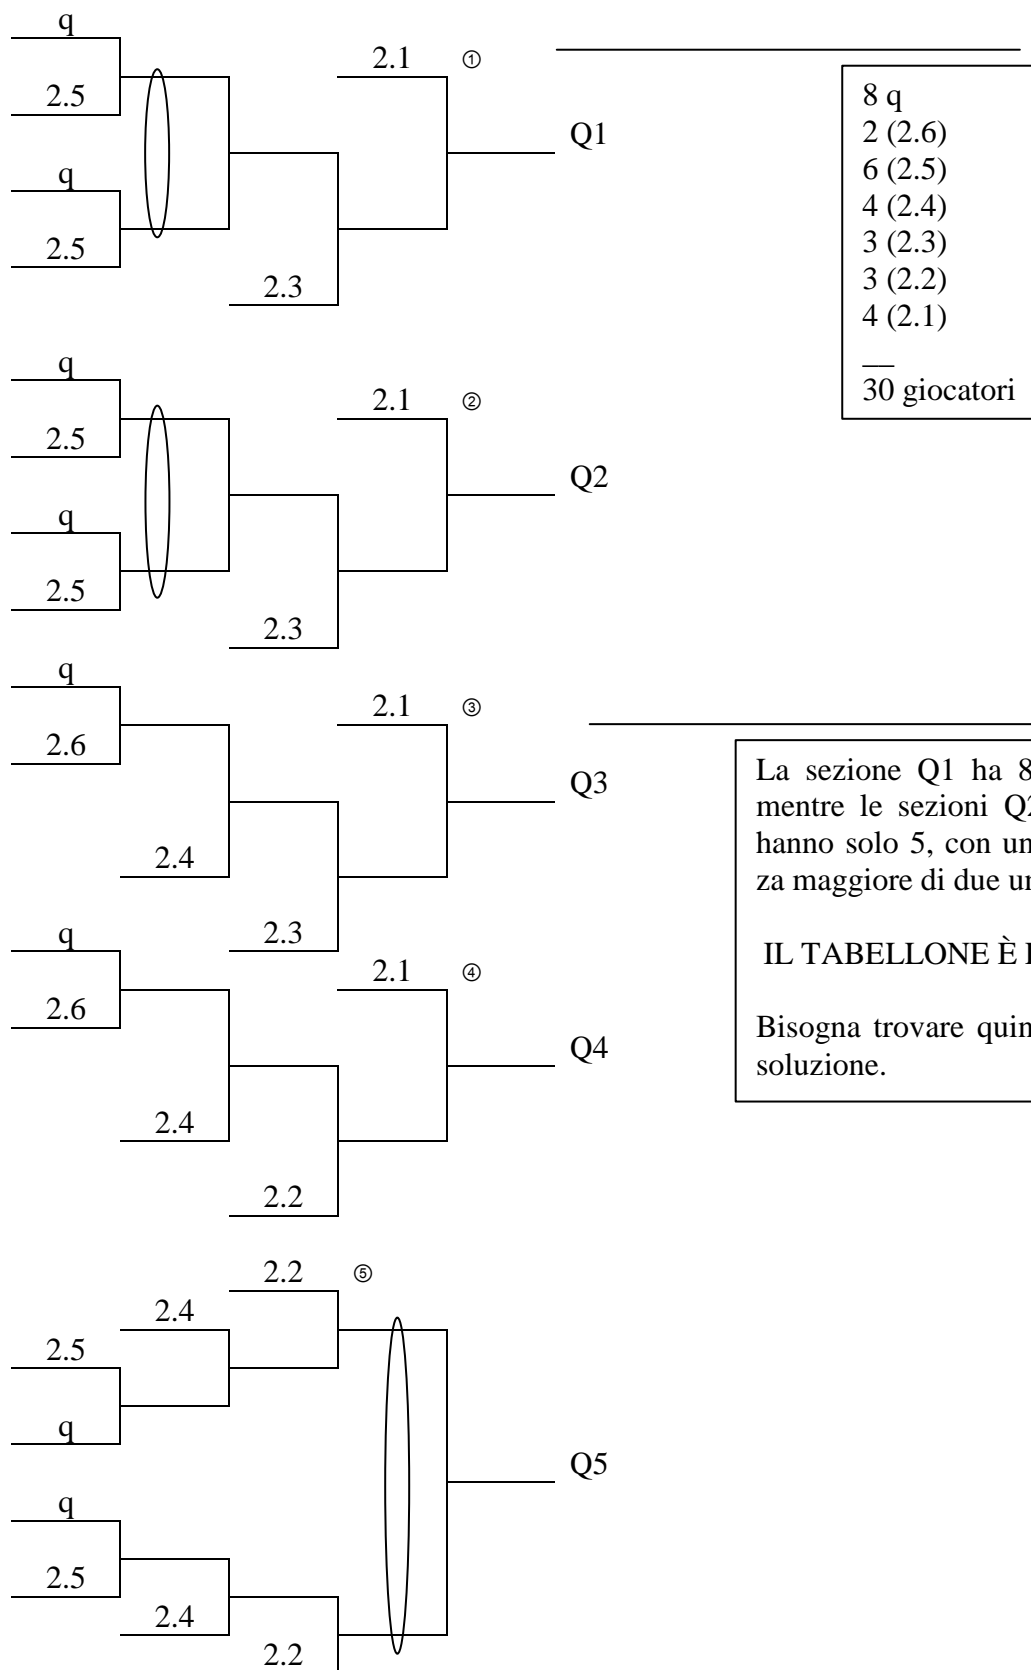 q
2.5
q
2.5
2.3
2.1 ①
Q1
8 q
2 (2.6)
6 (2.5)
4 (2.4)
3 (2.3)
3 (2.2)
4 (2.1)
30 giocatori
q
2.5
q
2.5
2.3
2.1 ②
Q2
q
2.6
2.4
2.3
2.1 ③
Q3
La sezione Q1 ha 8
mentre le sezioni Q2
hanno solo 5, con un
za maggiore di due un
IL TABELLONE È
Bisogna trovare quin
soluzione.
q
2.6
2.4
2.2
2.1 ④
Q4
2.2 ⑤
2.4
2.5
q
Q5
q
2.5
2.4
2.2